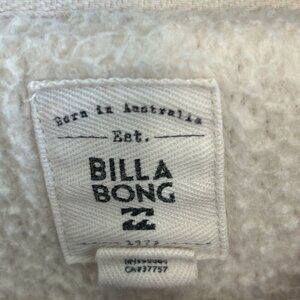 Born in Australia
Est.
BILLA
BONG
1973
CA#37757